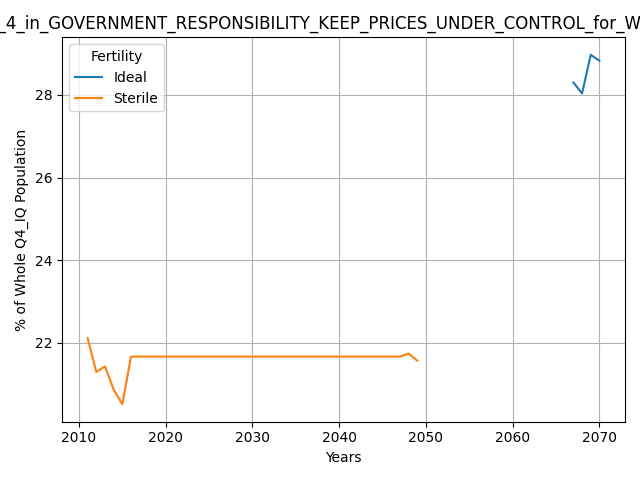 _4_in_GOVERNMENT_RESPONSIBILITY_KEEP_PRICES_UNDER_CONTROL_for_W
Fertility
Ideal
Sterile
% of Whole Q4_IQ Population
28
26
24
22
2010 2020 2030 2040 2050 2060 2070
Years